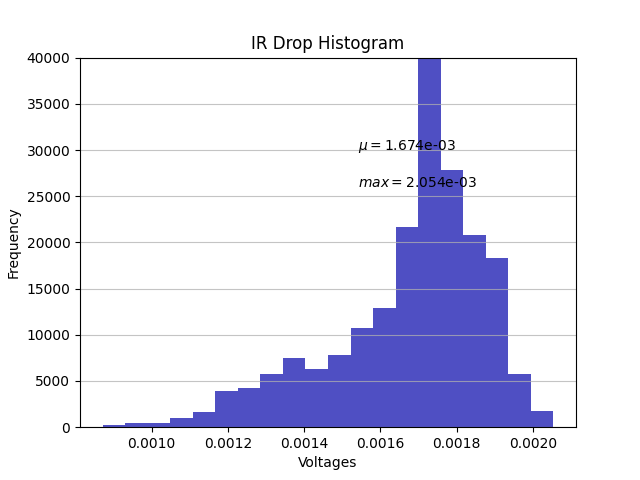 IR Drop Histogram
40000
35000
30000
25000
20000
15000
10000
5000
0
Frequency
μ = 1.674e-03
max = 2.054e-03
0.0010 0.0012 0.0014 0.0016 0.0018 0.0020
Voltages